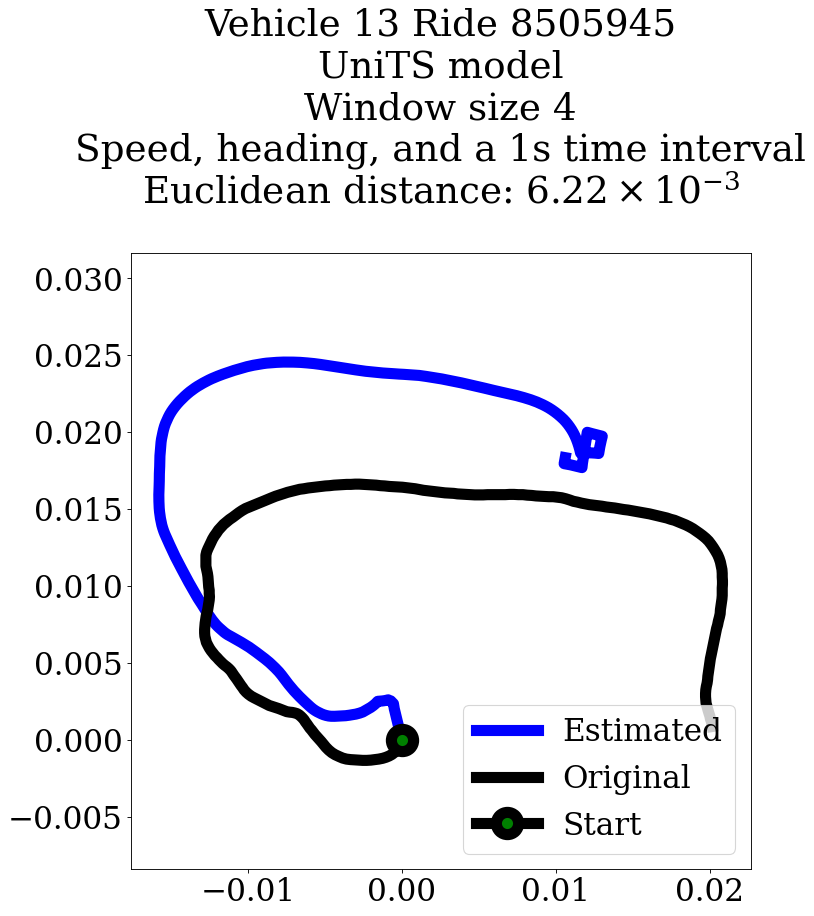 Vehicle 13 Ride 8505945
UniTS model
Window size 4
Speed, heading, and a 1s time interval
Euclidean distance: 6.22 × 10⁻³
0.030
0.025
0.020
0.015
0.010
0.005
0.000
−0.005
Estimated
Original
Start
−0.01 0.00 0.01 0.02